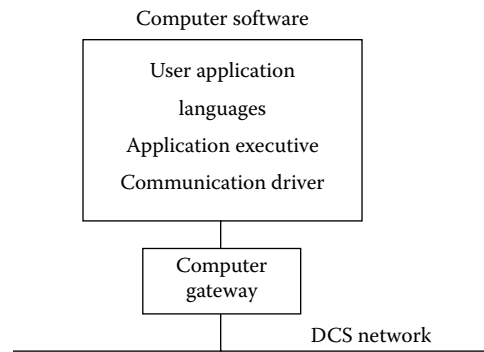 Computer software
User application
languages
Application executive
Communication driver
Computer
gateway
DCS network